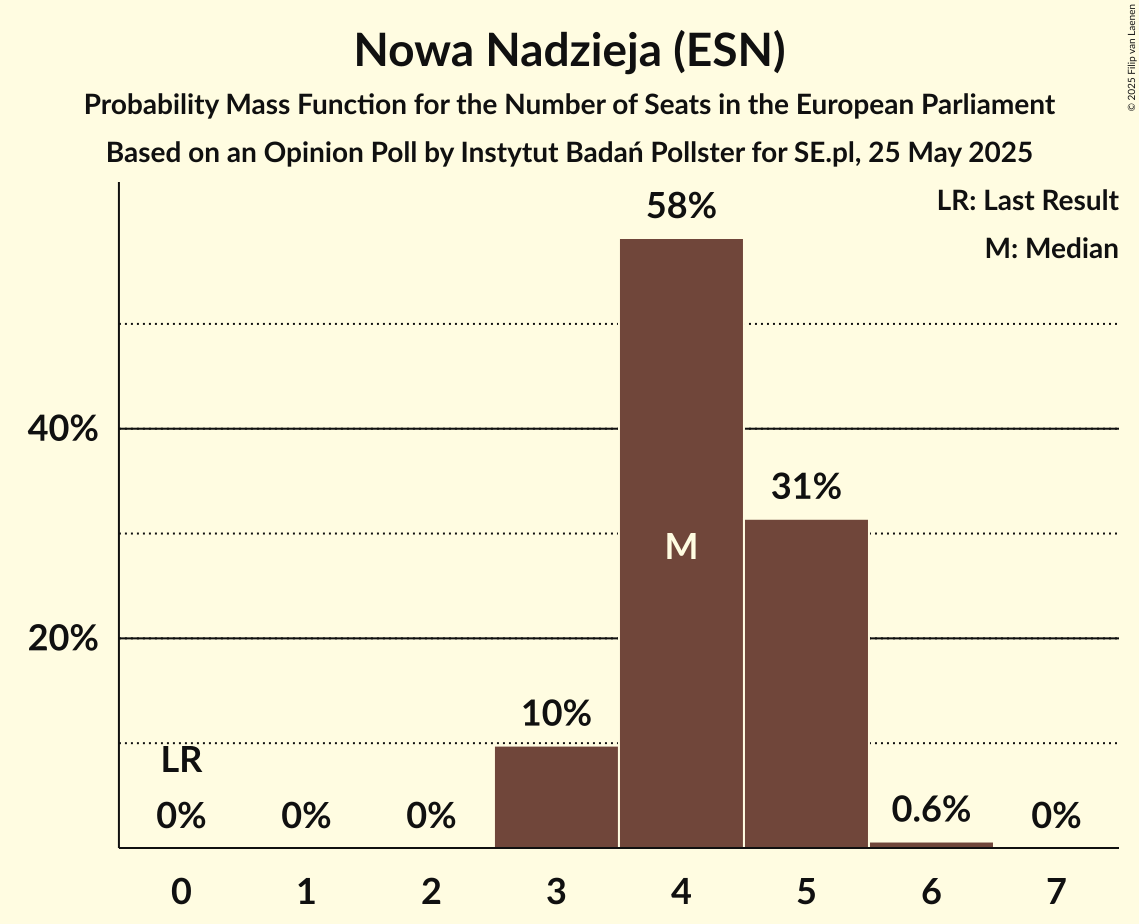 Nowa Nadzieja (ESN)
Probability Mass Function for the Number of Seats in the European Parliament
Based on an Opinion Poll by Instytut Badań Pollster for SE.pl, 25 May 2025
© 2025 Filip van Laenen
LR: Last Result
M: Median
58%
40%
31%
M
20%
10%
LR
0%
0%
0%
0.6%
0%
0 1 2 3 4 5 6 7